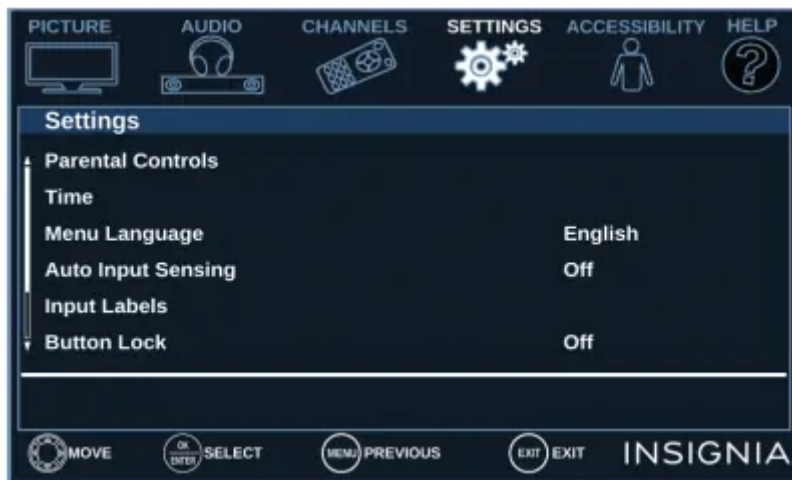 PICTURE AUDIO CHANNELS SETTINGS ACCESSIBILITY HELP
?
Settings
Parental Controls
Time
Menu Language English
Auto Input Sensing Off
Input Labels
Button Lock Off
MOVE OK ENTER SELECT MENU PREVIOUS EXIT EXIT INSIGNIA